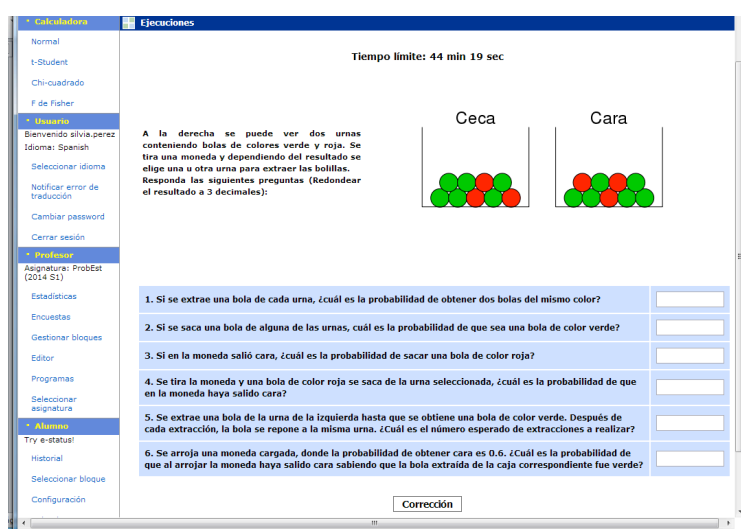 Calculadora
Normal
t-Student
Chi-cuadrado
F de Fisher
Usuario
Bienvenido silvia.perez
Idioma: Spanish
Seleccionar idioma
Notificar error de
traducción
Cambiar password
Cerrar sesión
Profesor
Asignatura: ProbEst
(2014 S1)
Estadísticas
Encuestas
Gestionar bloques
Editor
Programas
Seleccionar
asignatura
Alumno
Try e-status!
Historial
Seleccionar bloque
Configuración
Ejecuciones
Tiempo límite: 44 min 19 sec
A la derecha se puede ver dos urnas
conteniendo bolas de colores verde y roja. Se
tira una moneda y dependiendo del resultado se
elige una u otra urna para extraer las bolillas.
Responda las siguientes preguntas (Redondear
el resultado a 3 decimales):
Ceca
Cara
1. Si se extrae una bola de cada urna, ¿cuál es la probabilidad de obtener dos bolas del mismo color?
2. Si se saca una bola de alguna de las urnas, cuál es la probabilidad de que sea una bola de color verde?
3. Si en la moneda salió cara, ¿cuál es la probabilidad de sacar una bola de color roja?
4. Se tira la moneda y una bola de color roja se saca de la urna seleccionada, ¿cuál es la probabilidad de que
en la moneda haya salido cara?
5. Se extrae una bola de la urna de la izquierda hasta que se obtiene una bola de color verde. Después de
cada extracción, la bola se repone a la misma urna. ¿Cuál es el número esperado de extracciones a realizar?
6. Se arroja una moneda cargada, donde la probabilidad de obtener cara es 0.6. ¿Cuál es la probabilidad de
que al arrojar la moneda haya salido cara sabiendo que la bola extraída de la caja correspondiente fue verde?
Corrección